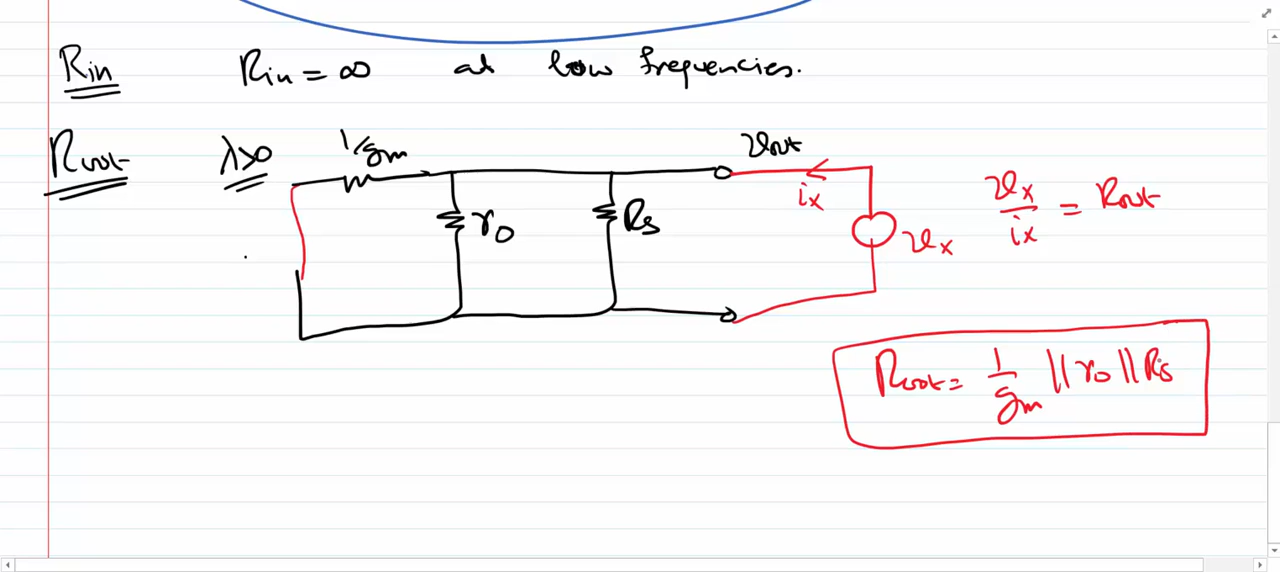 Rin Rin = ∞ at low frequencies.
Rout λ>0 1/gm vout
ro Rs ix vx vx/ix = Rout
Rout = 1/gm || ro || Rs